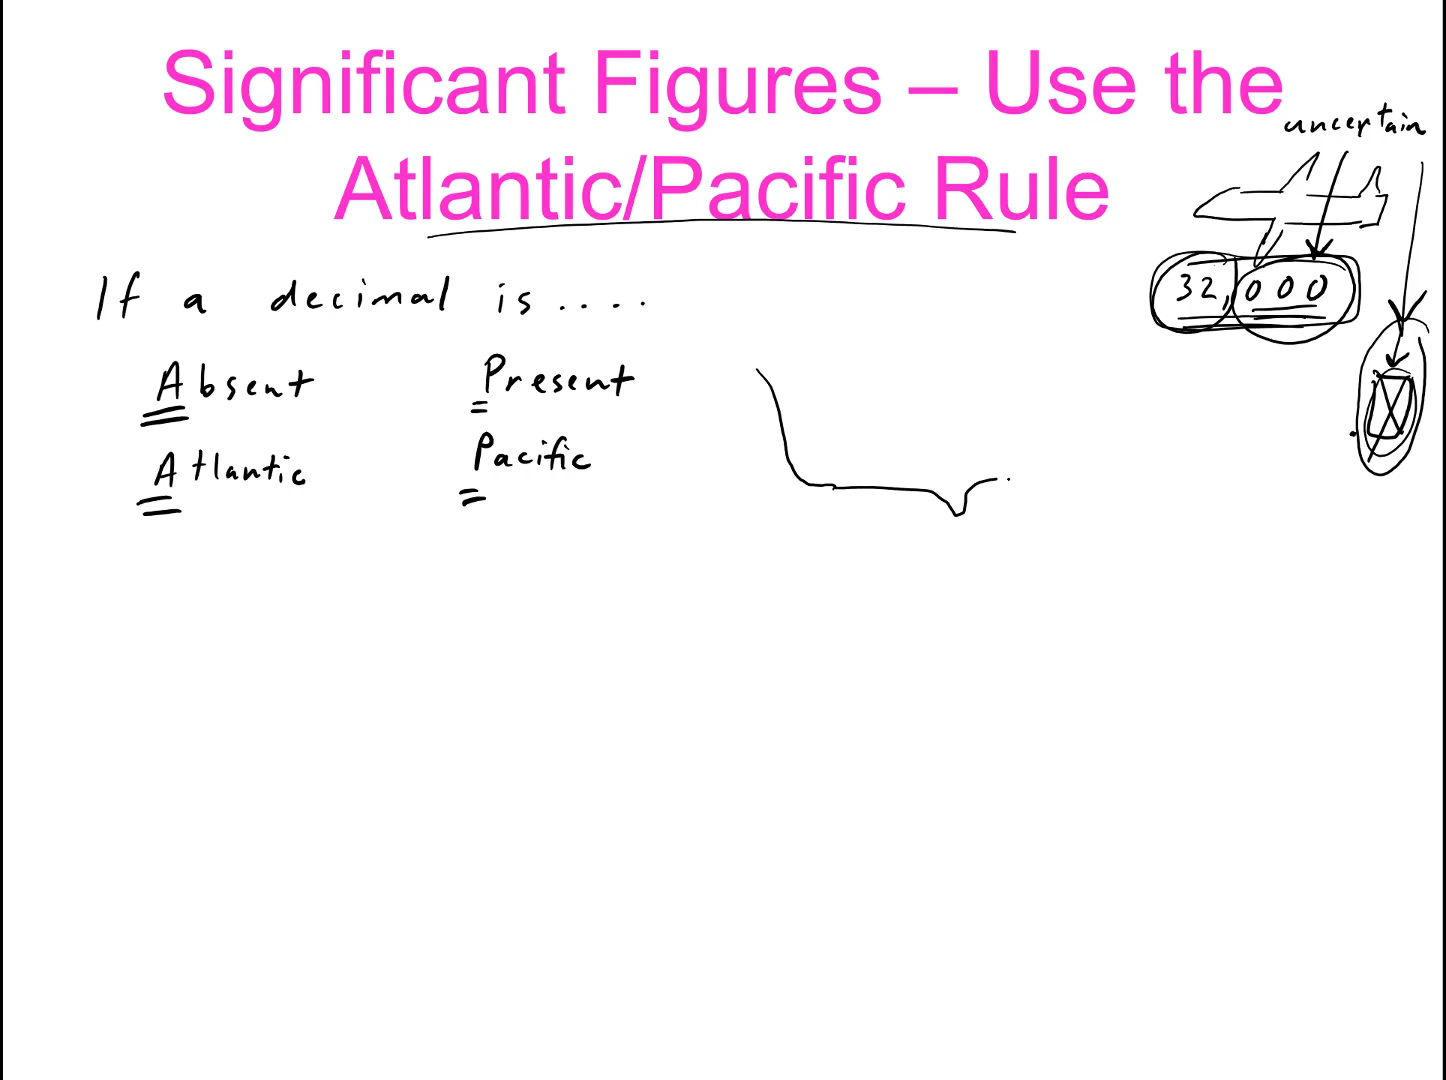 Significant Figures – Use the
Atlantic/Pacific Rule
uncertain
32,000
If a decimal is ....
Absent Present
Atlantic Pacific